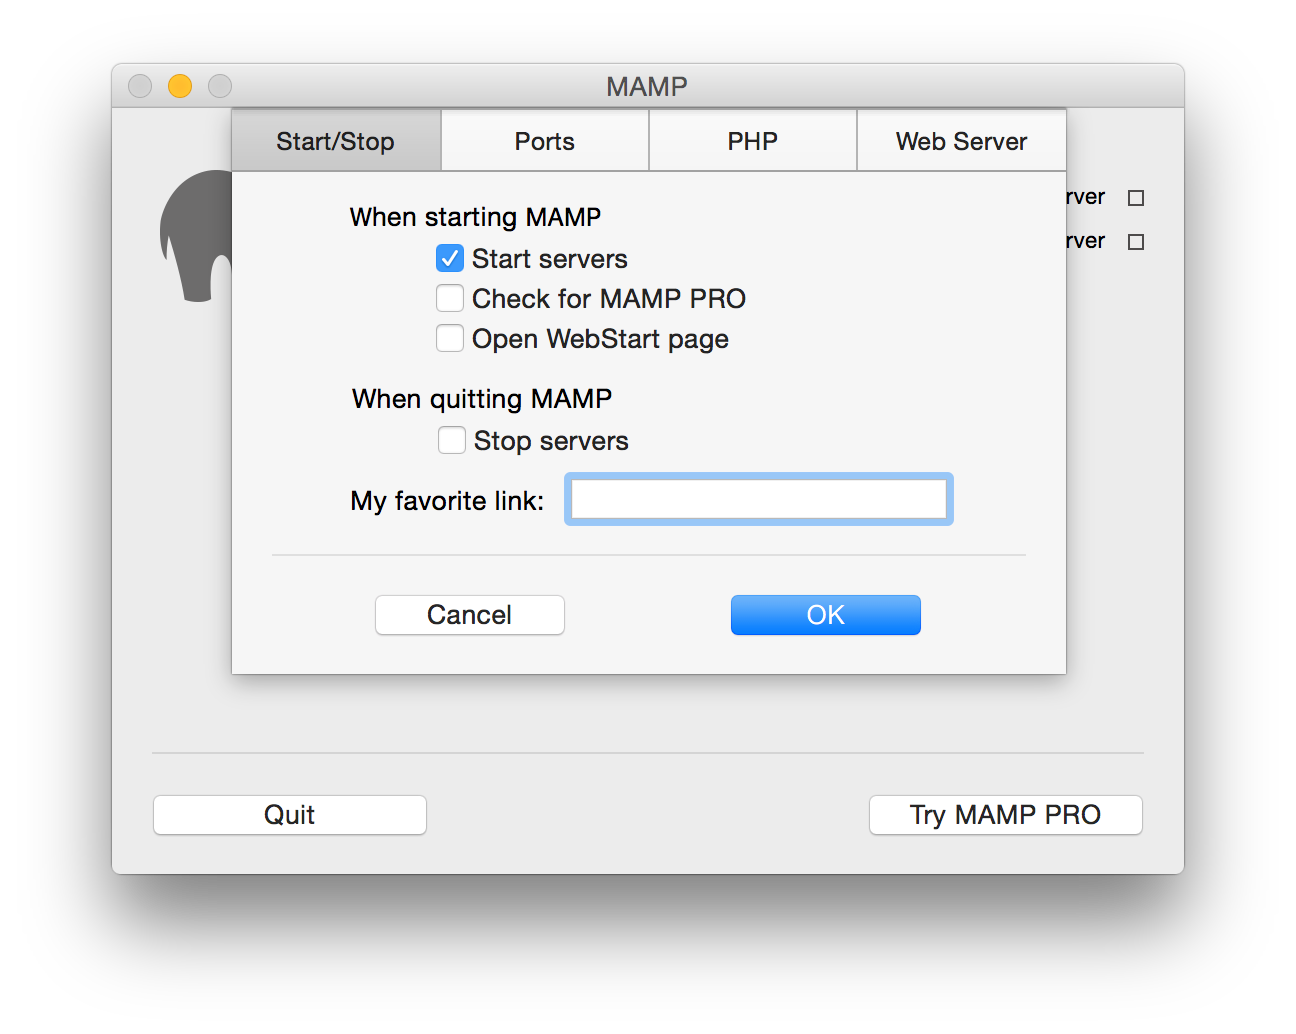 MAMP
Start/Stop Ports PHP Web Server
When starting MAMP
Start servers
Check for MAMP PRO
Open WebStart page
When quitting MAMP
Stop servers
My favorite link:
Cancel OK
rver
rver
Quit Try MAMP PRO